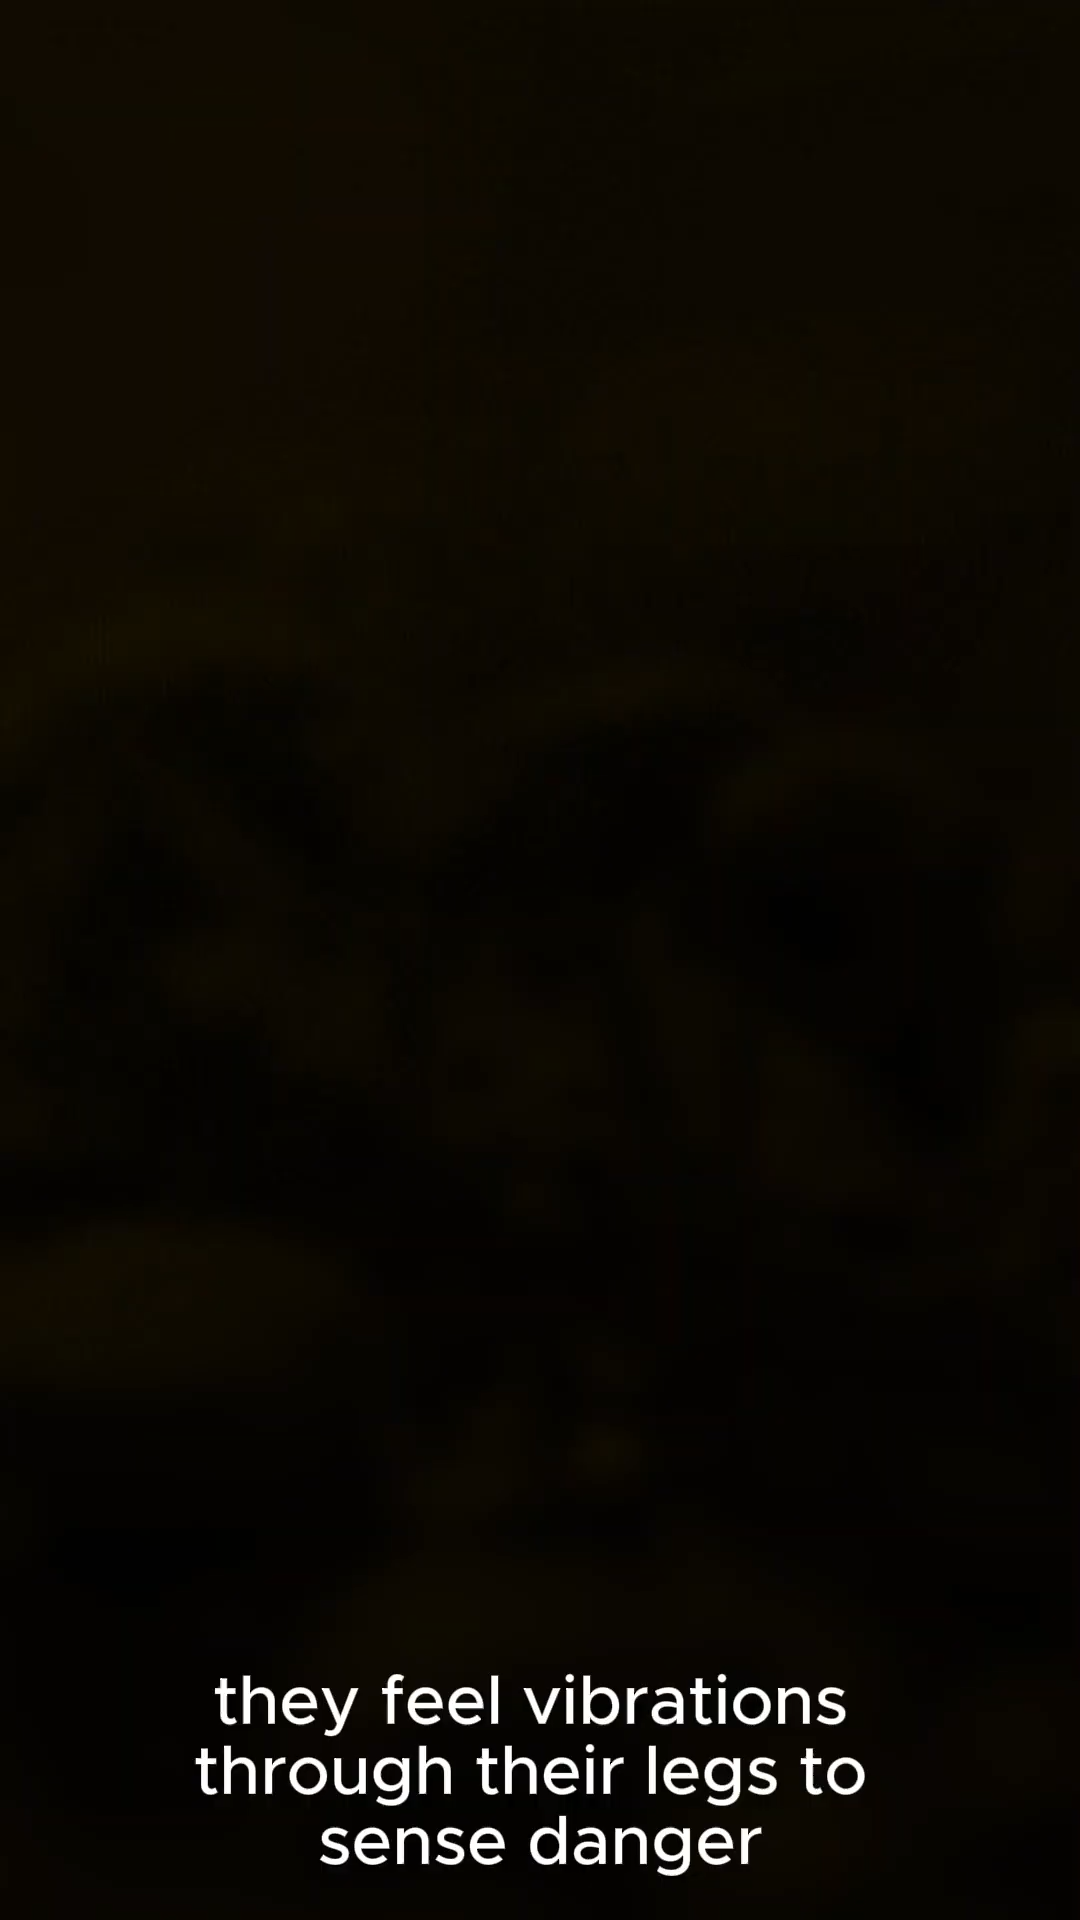 they feel vibrations
through their legs to
sense danger